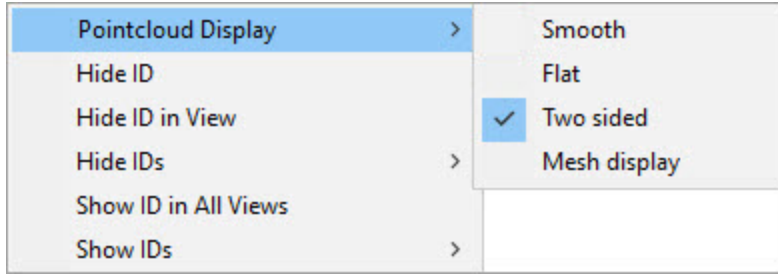 Pointcloud Display
Hide ID
Hide ID in View
Hide IDs
Show ID in All Views
Show IDs
Smooth
Flat
Two sided
Mesh display